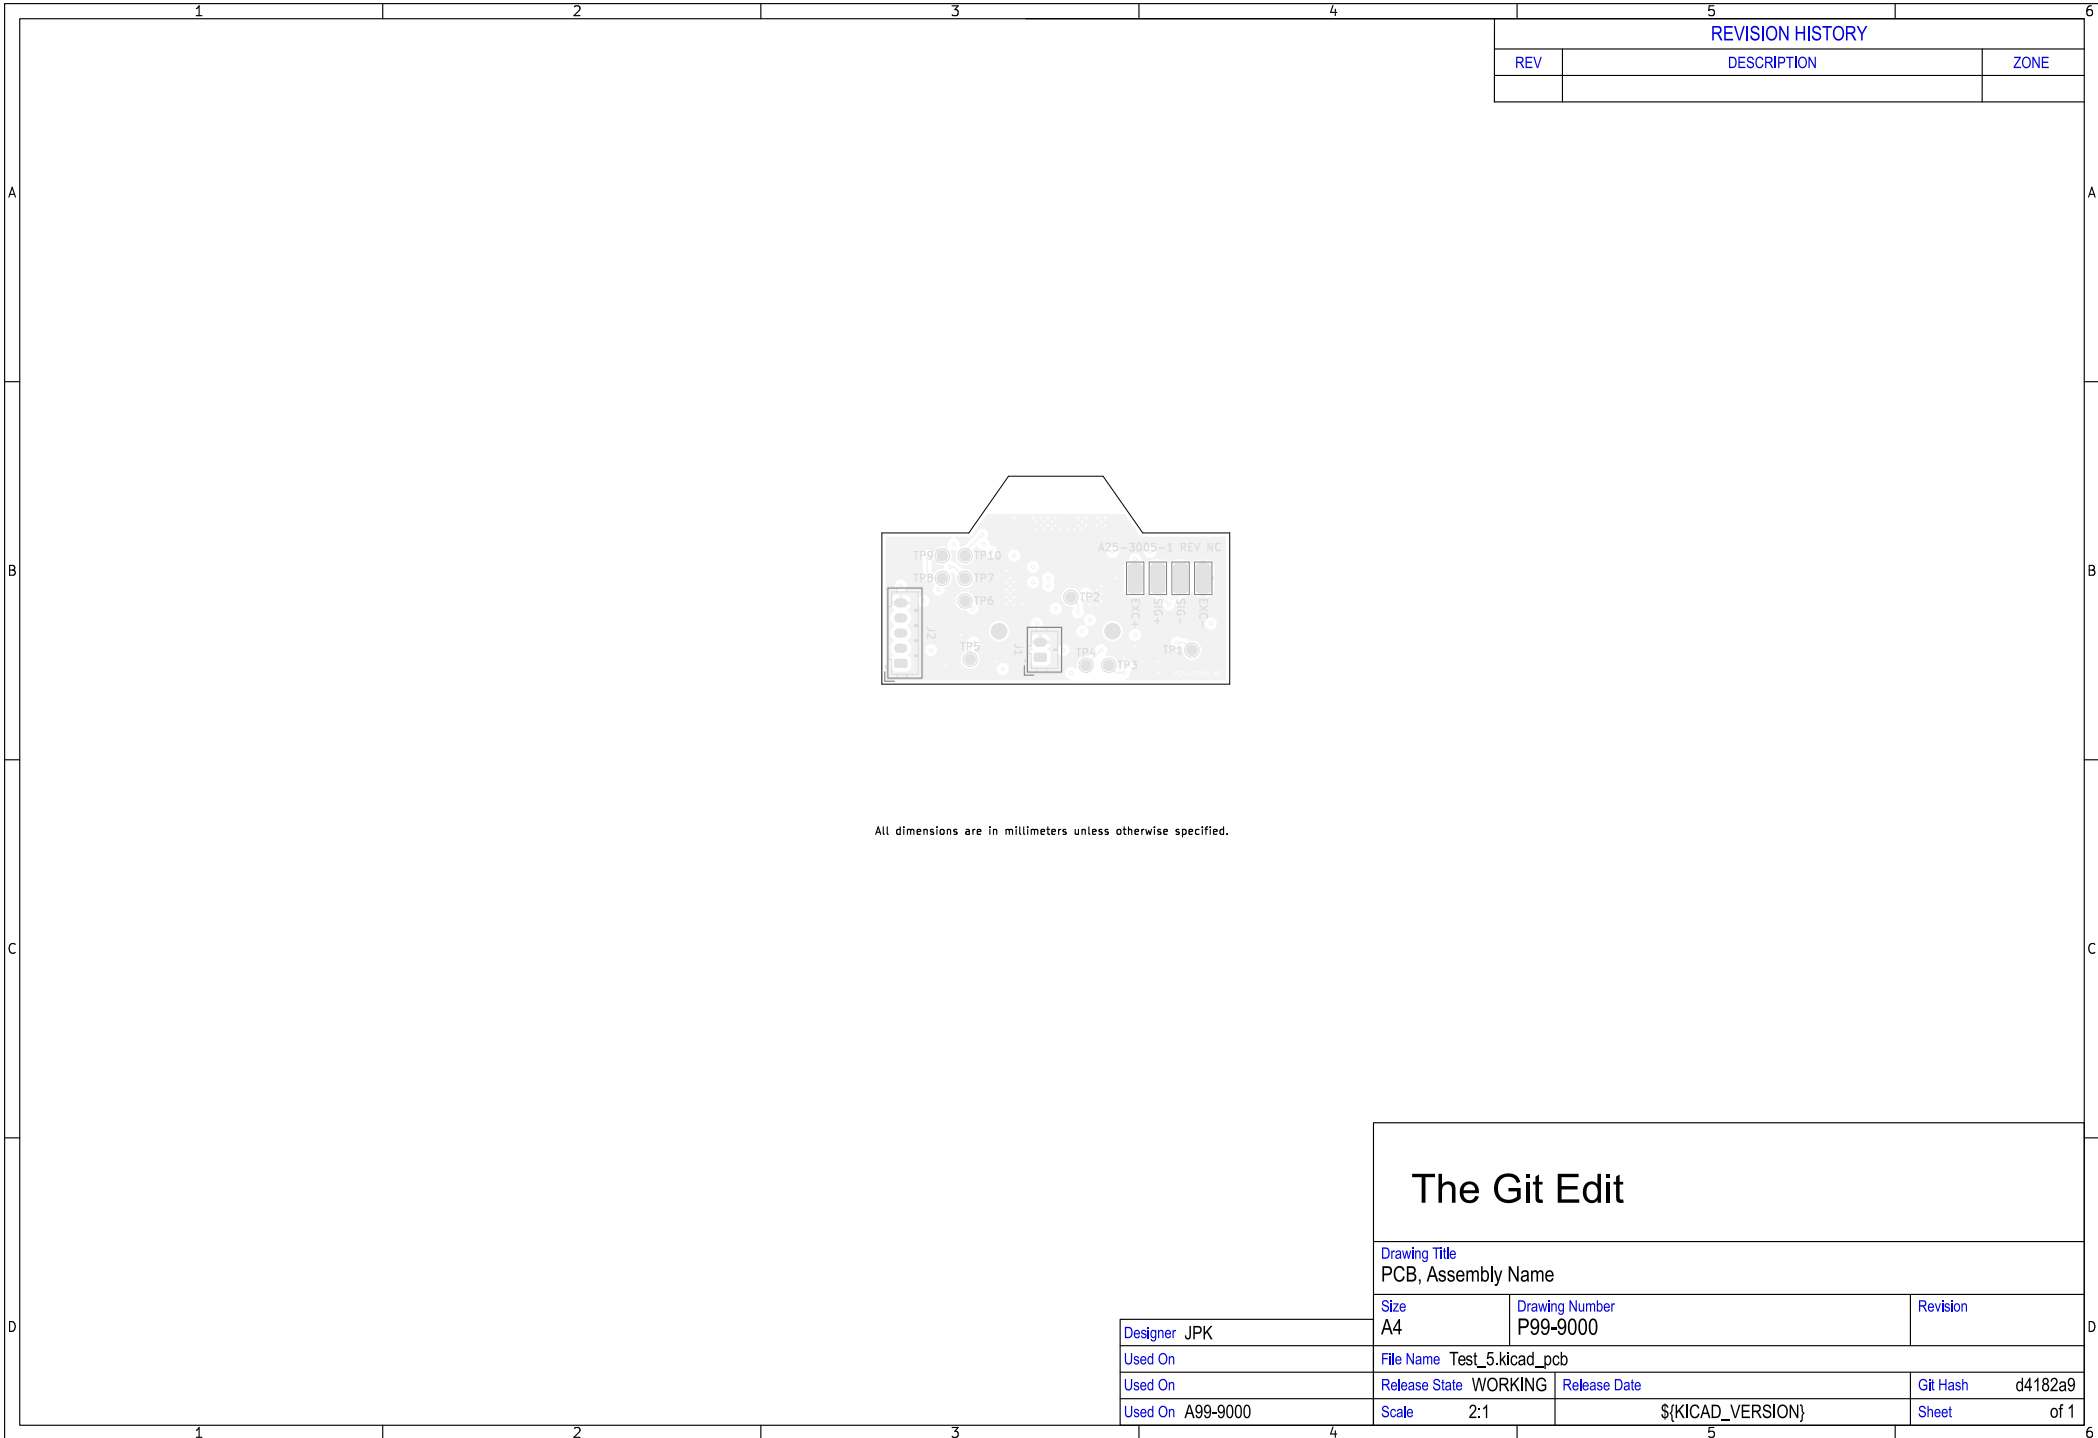 1 2 3 4 5 6
REVISION HISTORY
REV DESCRIPTION ZONE
A A
B B
A25-3005-1 REV NC
TP9 TP10
TP8 TP7
TP6 TP2
EXC+ SIG+ SIG- EXC-
J2
TP5 J1 TP4 TP3 TP1
All dimensions are in millimeters unless otherwise specified.
C C
The Git Edit
Drawing Title
PCB, Assembly Name
Size Drawing Number Revision
A4 P99-9000
D D
Designer JPK
Used On File Name Test_5.kicad_pcb
Used On Release State WORKING Release Date Git Hash d4182a9
Used On A99-9000 Scale 2:1 ${KICAD_VERSION} Sheet of 1
1 2 3 4 5 6